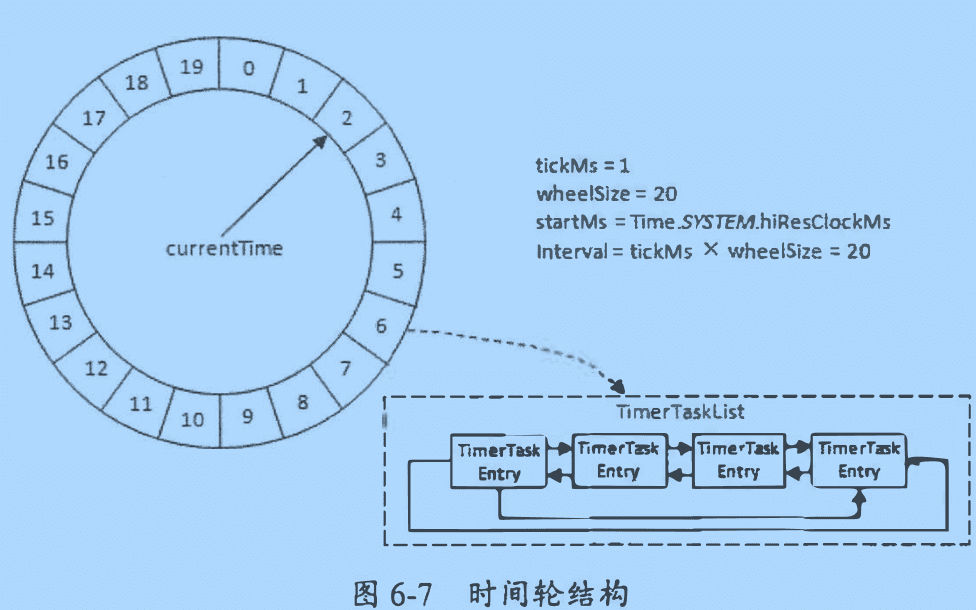 0
1
2
3
4
5
6
7
8
9
10
11
12
13
14
15
16
17
18
19
currentTime
tickMs = 1
wheelSize = 20
startMs = Time.SYSTEM.hiResClockMs
Interval = tickMs × wheelSize = 20
TimerTaskList
TimerTask
Entry
TimerTask
Entry
TimerTask
Entry
TimerTask
Entry
图 6-7 时间轮结构